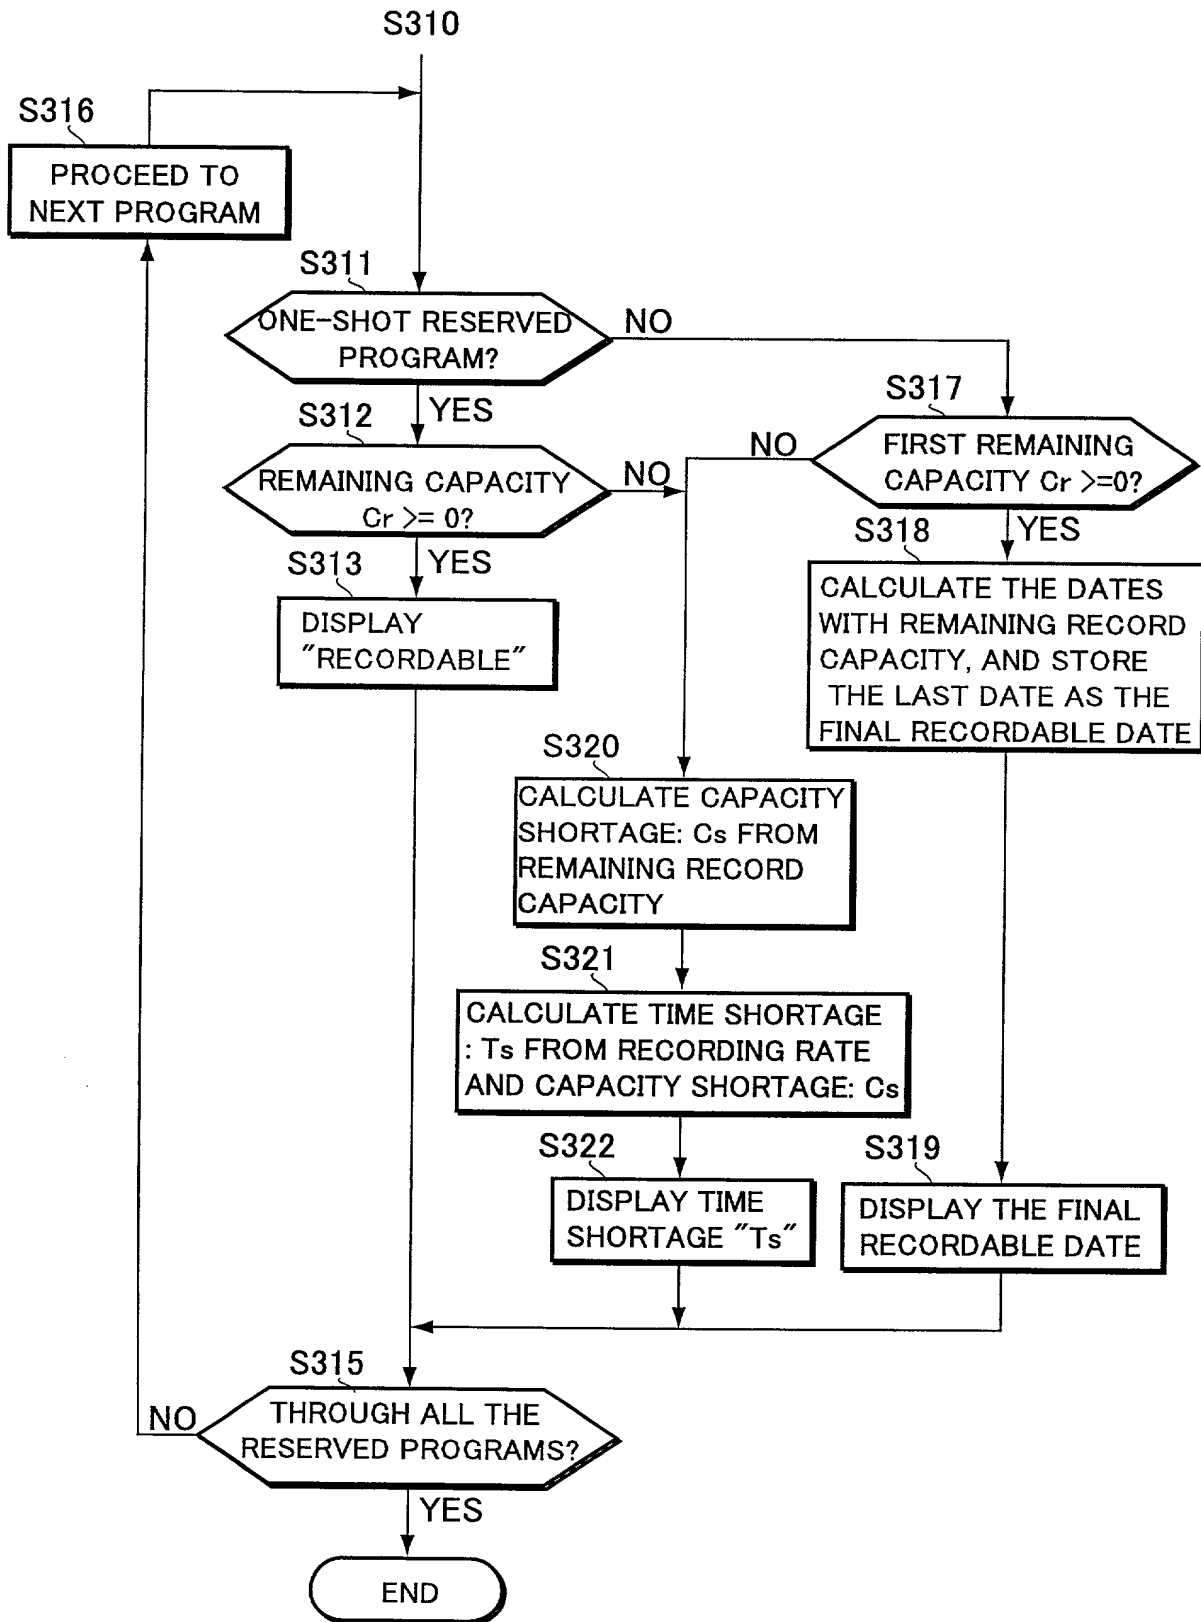 S310
S316
PROCEED TO
NEXT PROGRAM
S311
ONE-SHOT RESERVED
PROGRAM?
NO
YES
S312
REMAINING CAPACITY
Cr >= 0?
NO
YES
S317
FIRST REMAINING
CAPACITY Cr >=0?
NO
YES
S313
DISPLAY
"RECORDABLE"
S318
CALCULATE THE DATES
WITH REMAINING RECORD
CAPACITY, AND STORE
THE LAST DATE AS THE
FINAL RECORDABLE DATE
S320
CALCULATE CAPACITY
SHORTAGE: Cs FROM
REMAINING RECORD
CAPACITY
S321
CALCULATE TIME SHORTAGE
: Ts FROM RECORDING RATE
AND CAPACITY SHORTAGE: Cs
S322
DISPLAY TIME
SHORTAGE "Ts"
S319
DISPLAY THE FINAL
RECORDABLE DATE
S315
THROUGH ALL THE
RESERVED PROGRAMS?
NO
YES
END